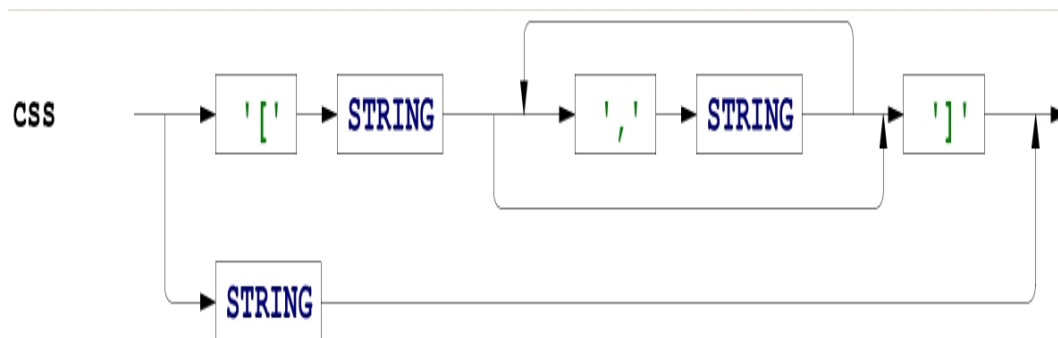 css '[' STRING ',' STRING ']'
STRING